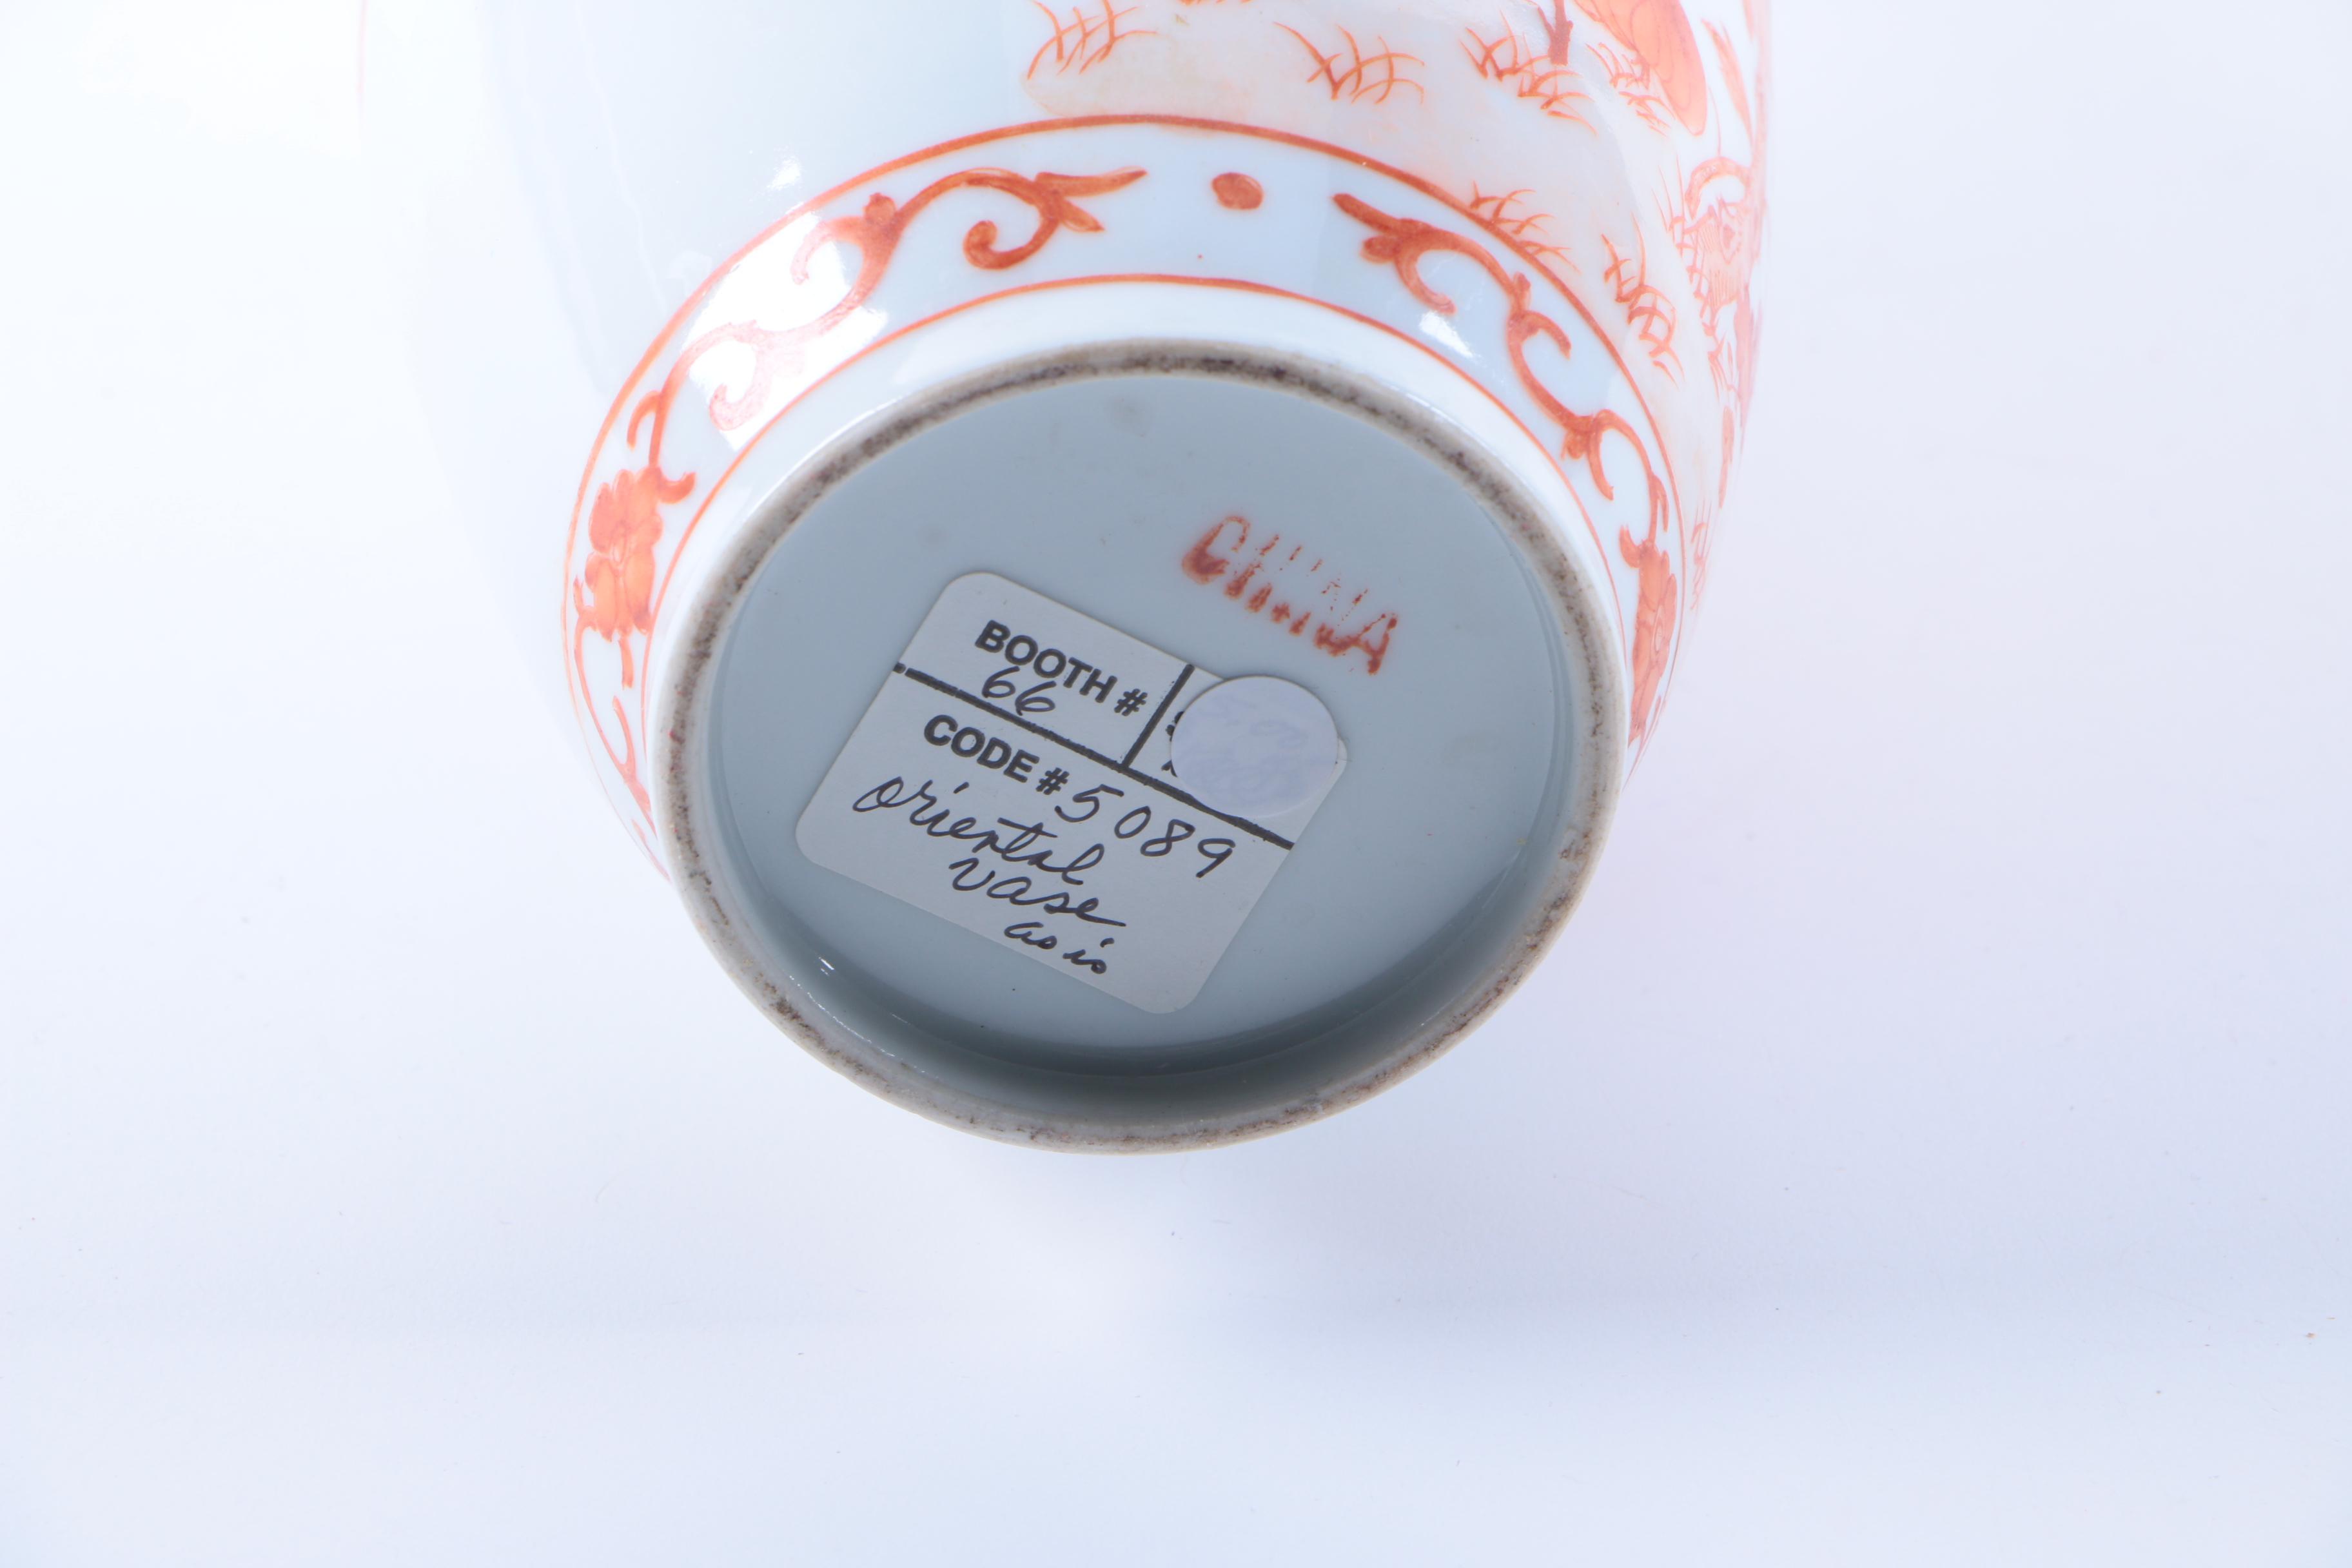 CHINA
BOOTH #
66
CODE # 5089
oriental
vase
as is